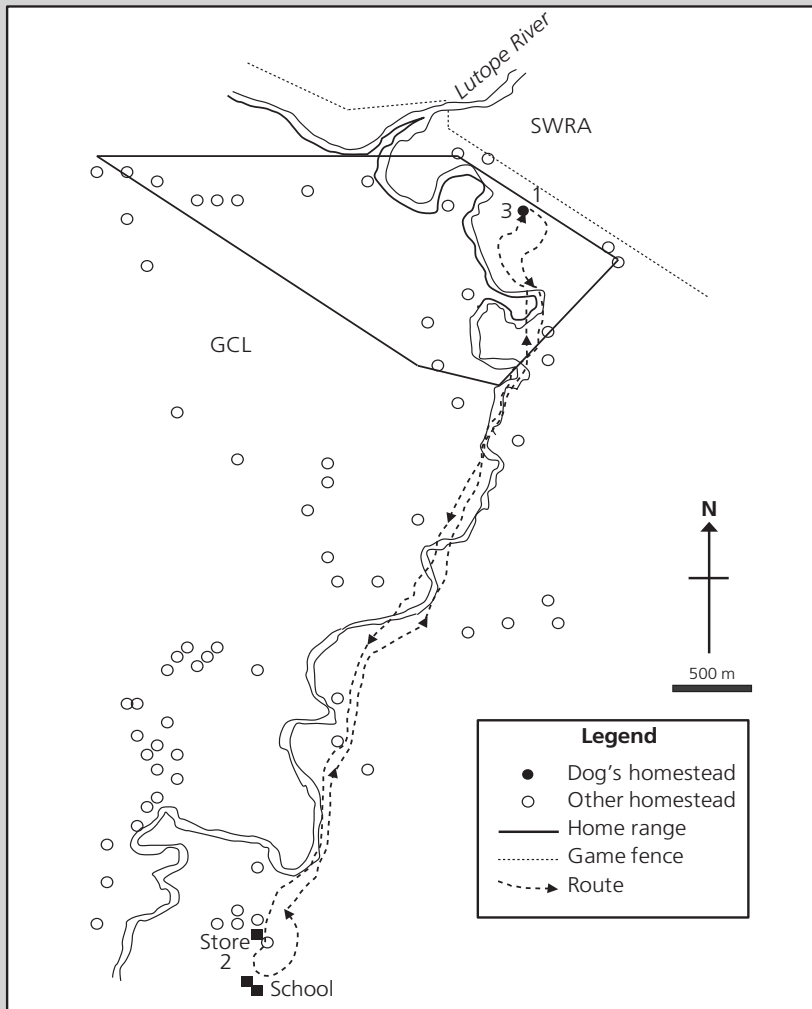 Lutope River
SWRA
1
3
GCL
N
500 m
Legend
Dog's homestead
Other homestead
Home range
Game fence
Route
Store
2
School